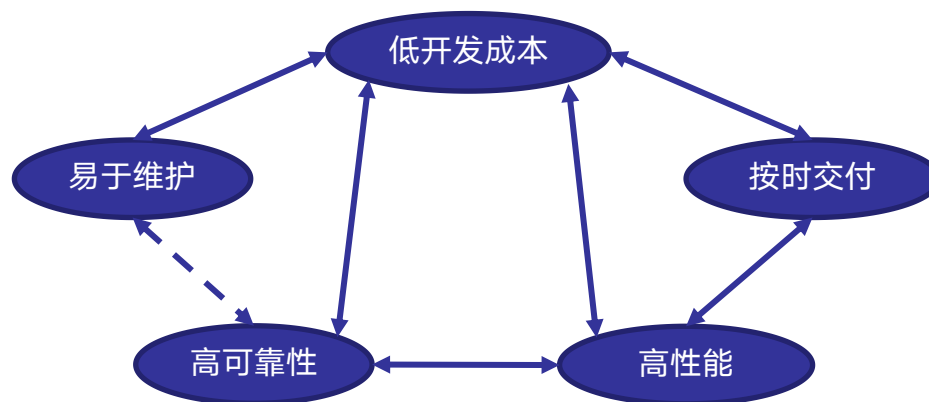 低开发成本
易于维护
按时交付
高可靠性
高性能